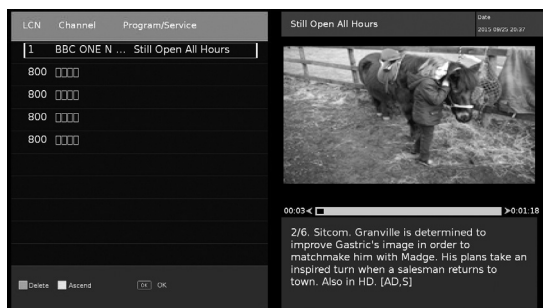 LCN Channel Program/Service
1 BBC ONE N ... Still Open All Hours
800
800
800
800
Delete Ascend OK OK
Still Open All Hours
Date
2015 09/25 20:37
00:03 0:01:18
2/6. Sitcom. Granville is determined to
improve Gastric's image in order to
matchmake him with Madge. His plans take an
inspired turn when a salesman returns to
town. Also in HD. [AD,S]